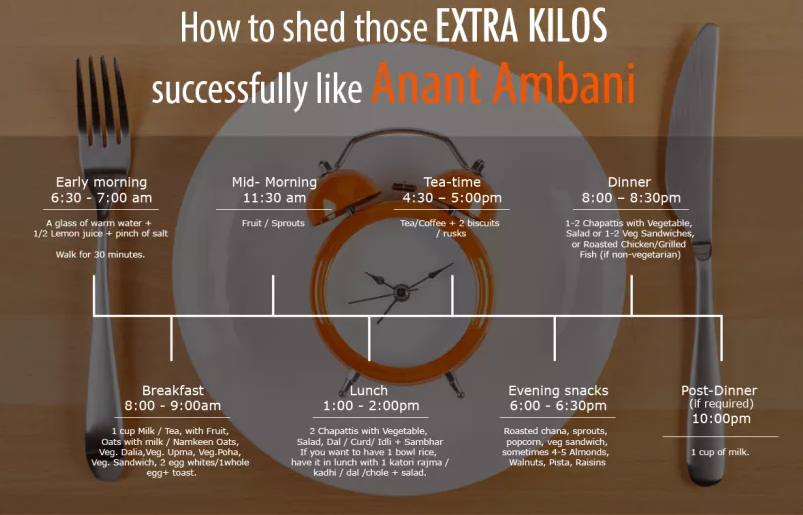 How to shed those EXTRA KILOS
successfully like Anant Ambani
Early morning
6:30 - 7:00 am
A glass of warm water +
1/2 Lemon juice + pinch of salt
Walk for 30 minutes.
Breakfast
8:00 - 9:00am
1 cup Milk / Tea, with Fruit,
Oats with milk / Namkeen Oats,
Veg. Dalia,Veg. Upma, Veg.Poha,
Veg. Sandwich, 2 egg whites/1whole
egg+ toast.
Mid- Morning
11:30 am
Fruit / Sprouts
Lunch
1:00 - 2:00pm
2 Chapattis with Vegetable,
Salad, Dal / Curd/ Idli + Sambhar
If you want to have 1 bowl rice,
have it in lunch with 1 katori rajma /
kadhi / dal /chole + salad.
Tea-time
4:30 – 5:00pm
Tea/Coffee + 2 biscuits
/ rusks
Evening snacks
6:00 - 6:30pm
Roasted chana, sprouts,
popcorn, veg sandwich,
sometimes 4-5 Almonds,
Walnuts, Pista, Raisins
Dinner
8:00 – 8:30pm
1-2 Chapattis with Vegetable,
Salad or 1-2 Veg Sandwiches,
or Roasted Chicken/Grilled
Fish (if non-vegetarian)
Post-Dinner
(if required)
10:00pm
1 cup of milk.